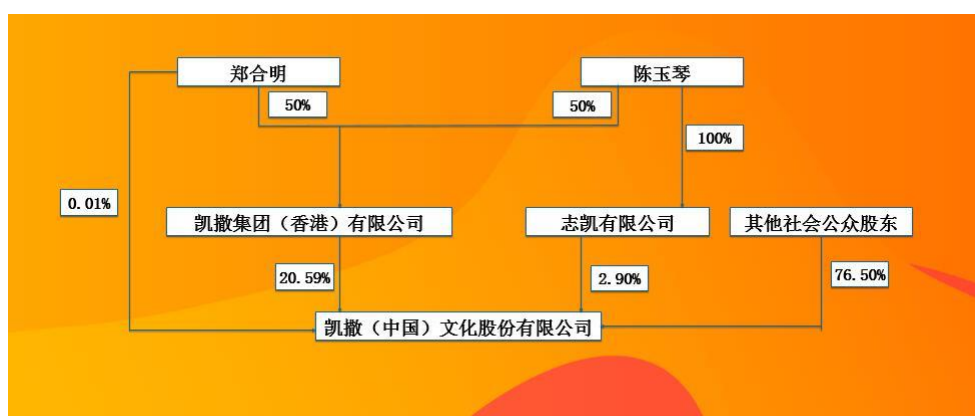 郑合明
陈玉琴
50%
50%
100%
0.01%
凯撒集团（香港）有限公司
志凯有限公司
其他社会公众股东
20.59%
2.90%
76.50%
凯撒（中国）文化股份有限公司